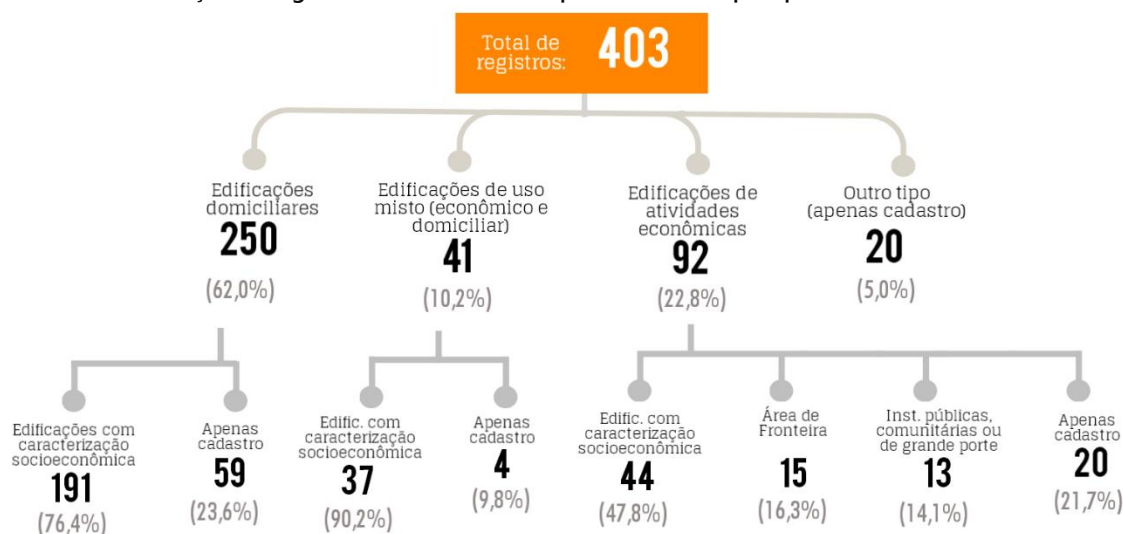 Total de
registros:
403
Edificações
domiciliares
250
(62,0%)
Edificações de uso
misto (econômico e
domiciliar)
41
(10,2%)
Edificações de
atividades
econômicas
92
(22,8%)
Outro tipo
(apenas cadastro)
20
(5,0%)
Edificações com
caracterização
socioeconômica
191
(76,4%)
Apenas
cadastro
59
(23,6%)
Edific. com
caracterização
socioeconômica
37
(90,2%)
Apenas
cadastro
4
(9,8%)
Edific. com
caracterização
socioeconômica
44
(47,8%)
Área de
Fronteira
15
(16,3%)
Inst. públicas,
comunitárias ou
de grande porte
13
(14,1%)
Apenas
cadastro
20
(21,7%)